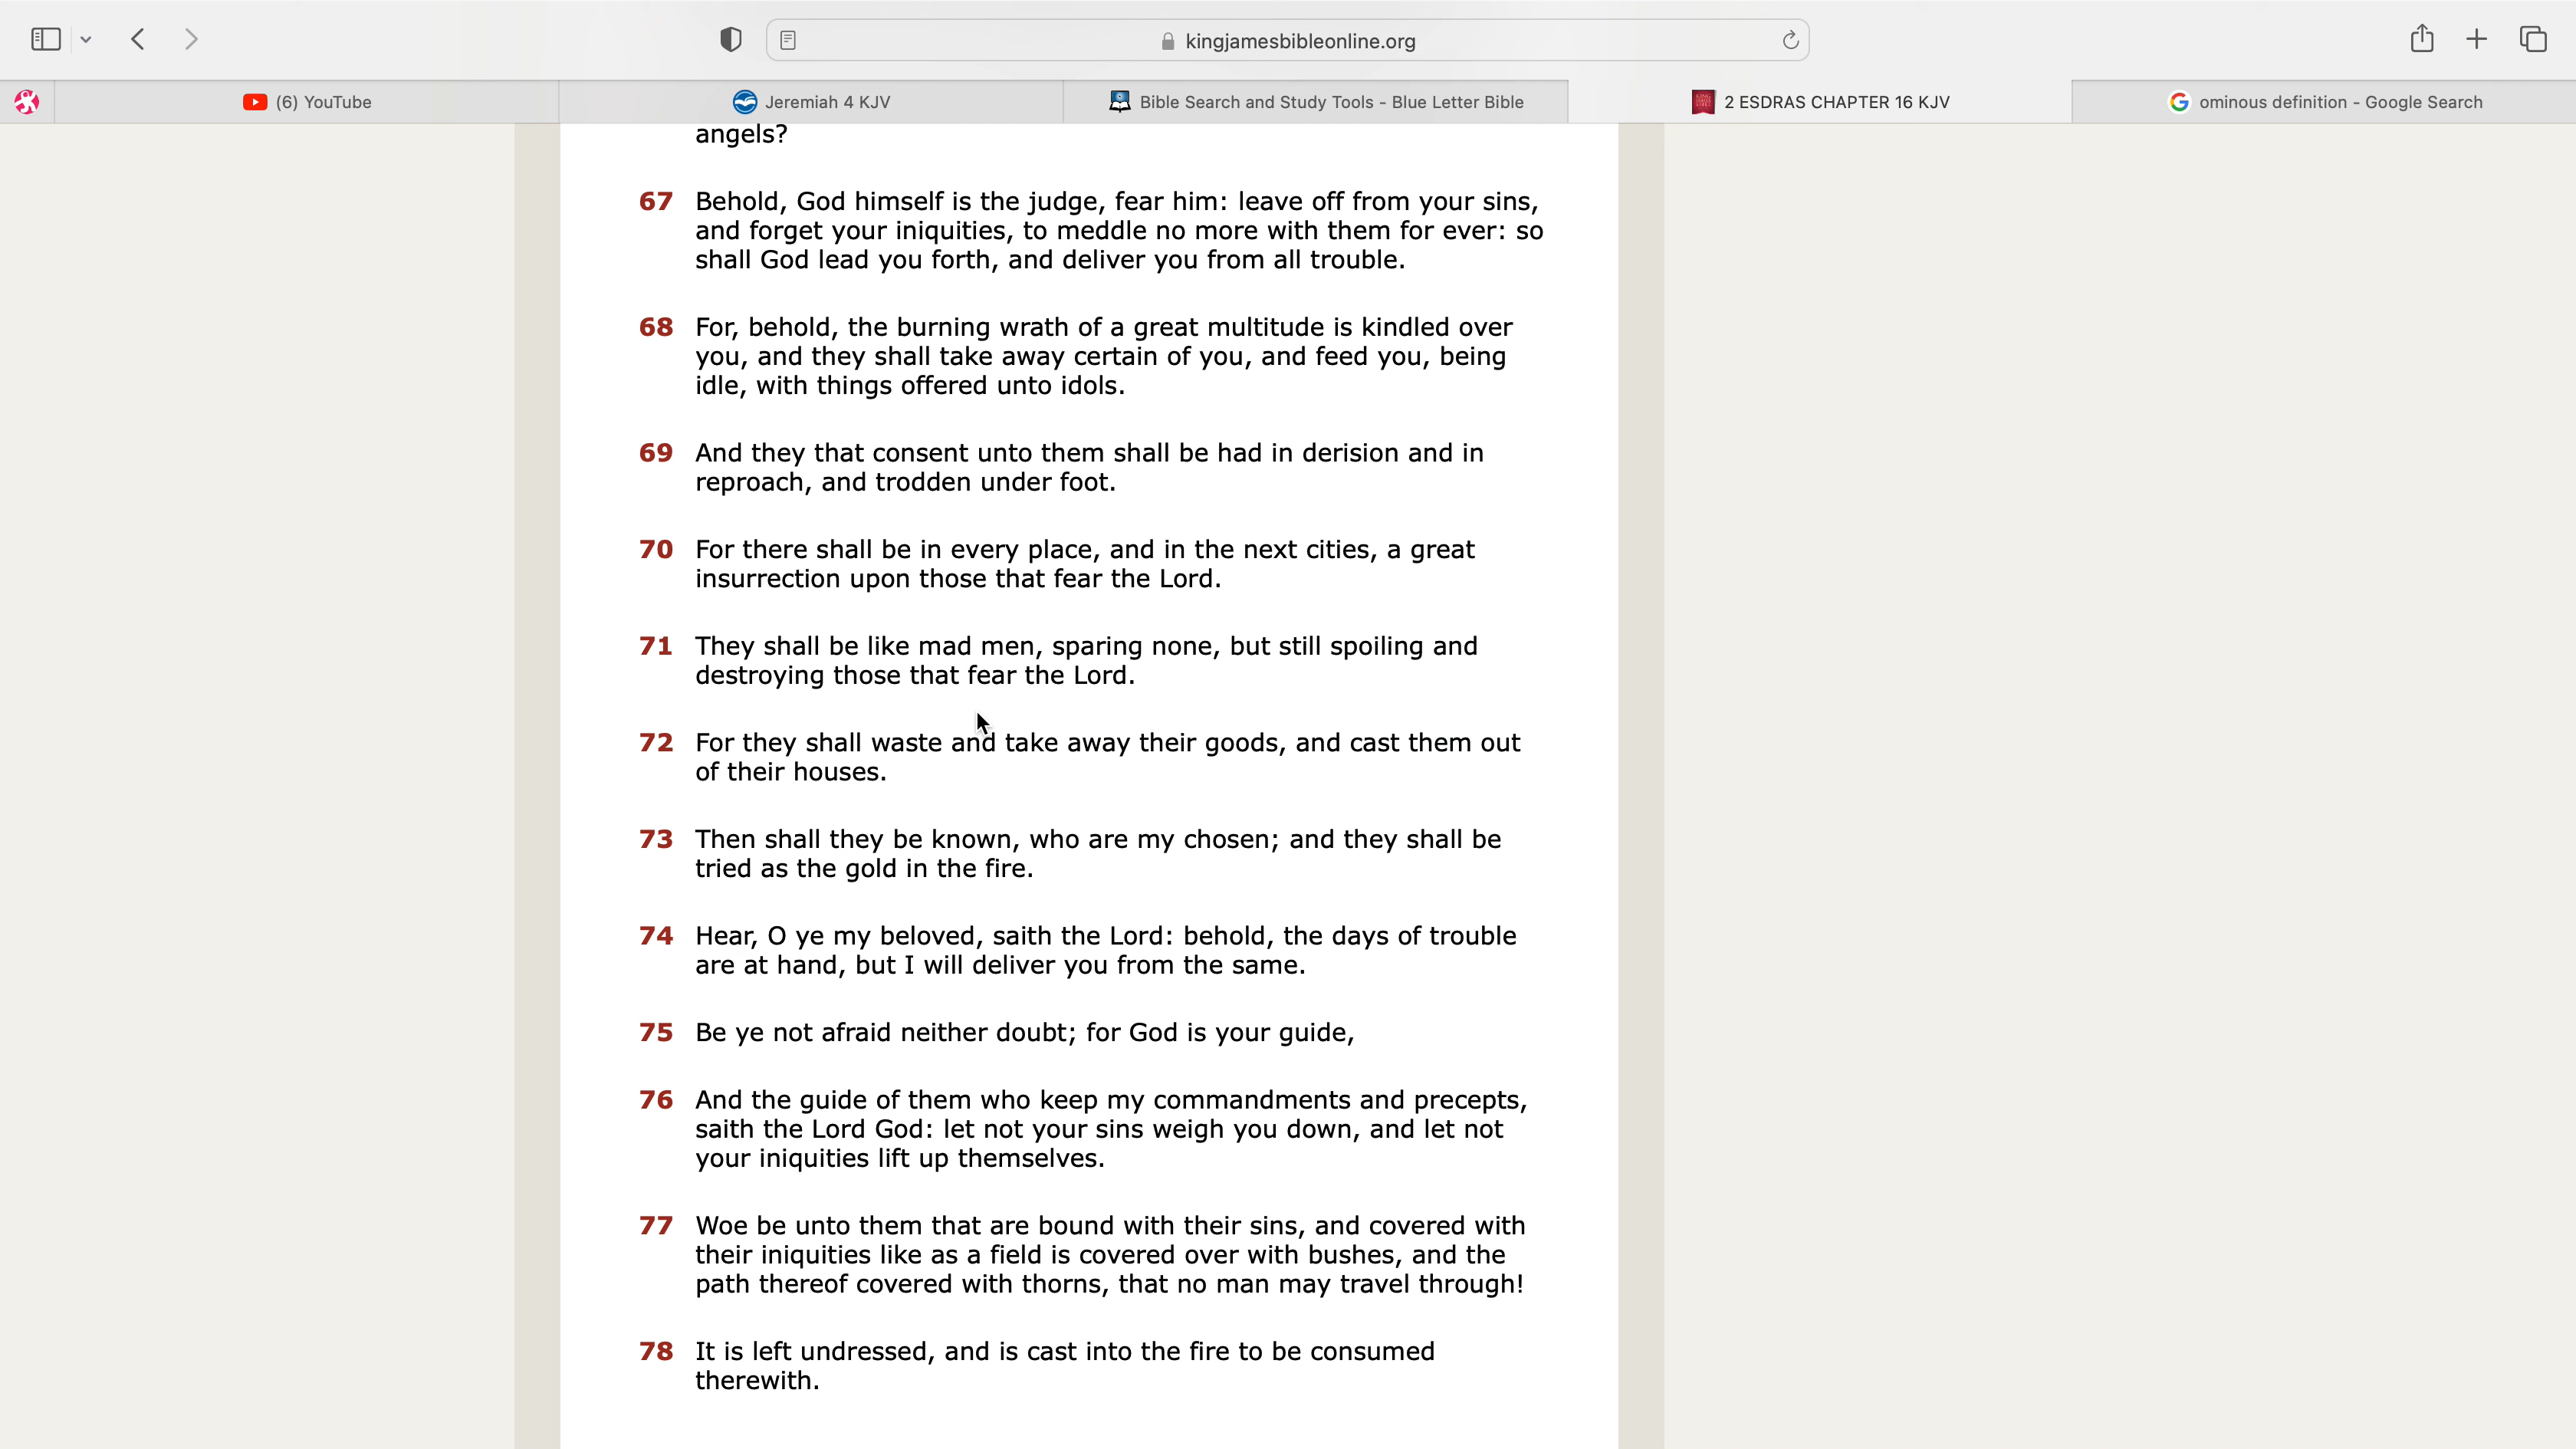 kingjamesbibleonline.org
(6) YouTube
Jeremiah 4 KJV
Bible Search and Study Tools - Blue Letter Bible
2 ESDRAS CHAPTER 16 KJV
ominous definition - Google Search
angels?
67 Behold, God himself is the judge, fear him: leave off from your sins,
and forget your iniquities, to meddle no more with them for ever: so
shall God lead you forth, and deliver you from all trouble.
68 For, behold, the burning wrath of a great multitude is kindled over
you, and they shall take away certain of you, and feed you, being
idle, with things offered unto idols.
69 And they that consent unto them shall be had in derision and in
reproach, and trodden under foot.
70 For there shall be in every place, and in the next cities, a great
insurrection upon those that fear the Lord.
71 They shall be like mad men, sparing none, but still spoiling and
destroying those that fear the Lord.
72 For they shall waste and take away their goods, and cast them out
of their houses.
73 Then shall they be known, who are my chosen; and they shall be
tried as the gold in the fire.
74 Hear, O ye my beloved, saith the Lord: behold, the days of trouble
are at hand, but I will deliver you from the same.
75 Be ye not afraid neither doubt; for God is your guide,
76 And the guide of them who keep my commandments and precepts,
saith the Lord God: let not your sins weigh you down, and let not
your iniquities lift up themselves.
77 Woe be unto them that are bound with their sins, and covered with
their iniquities like as a field is covered over with bushes, and the
path thereof covered with thorns, that no man may travel through!
78 It is left undressed, and is cast into the fire to be consumed
therewith.